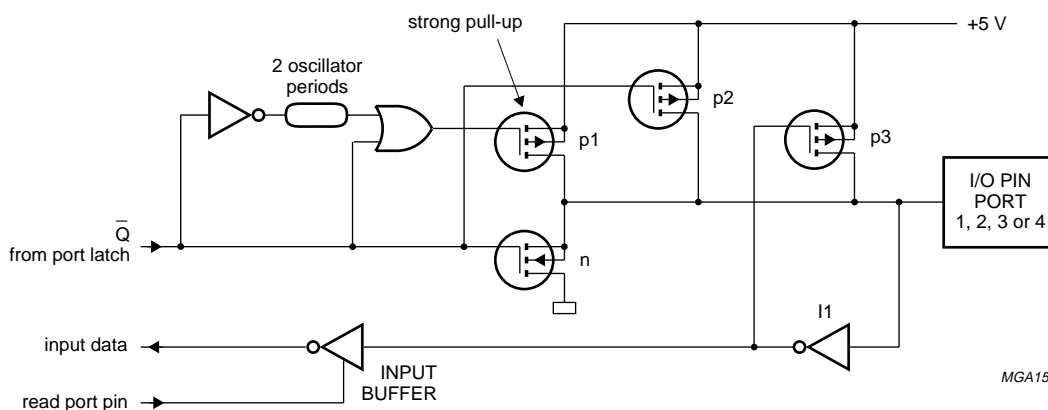 strong pull-up
+5 V
2 oscillator
periods
p2
p1
p3
I/O PIN
PORT
1, 2, 3 or 4
Q̅
from port latch
n
I1
input data
INPUT
BUFFER
read port pin
MGA15